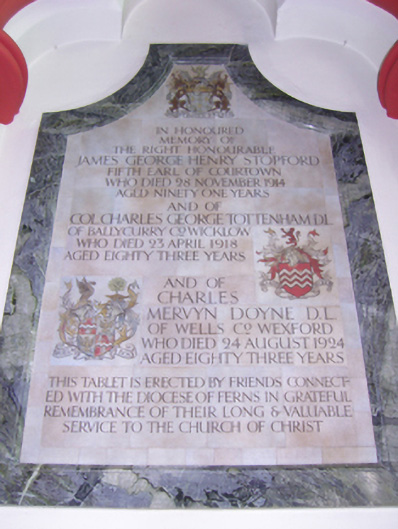 IN HONOURED
MEMORY OF
THE RIGHT HONOURABLE
JAMES GEORGE HENRY STOPFORD
FIFTH EARL OF COURTOWN
WHO DIED 28 NOVEMBER 1914
AGED NINETY ONE YEARS
AND OF
COL.CHARLES GEORGE TOTTENHAM D.L.
OF BALLYCURRY Co WICKLOW
WHO DIED 23 APRIL 1918
AGED EIGHTY THREE YEARS
AND OF
CHARLES
MERVYN DOYNE D.L.
OF WELLS Co WEXFORD
WHO DIED 24 AUGUST 1924
AGED EIGHTY THREE YEARS
THIS TABLET IS ERECTED BY FRIENDS CONNECT-
ED WITH THE DIOCESE OF FERNS IN GRATEFUL
REMEMBRANCE OF THEIR LONG & VALUABLE
SERVICE TO THE CHURCH OF CHRIST